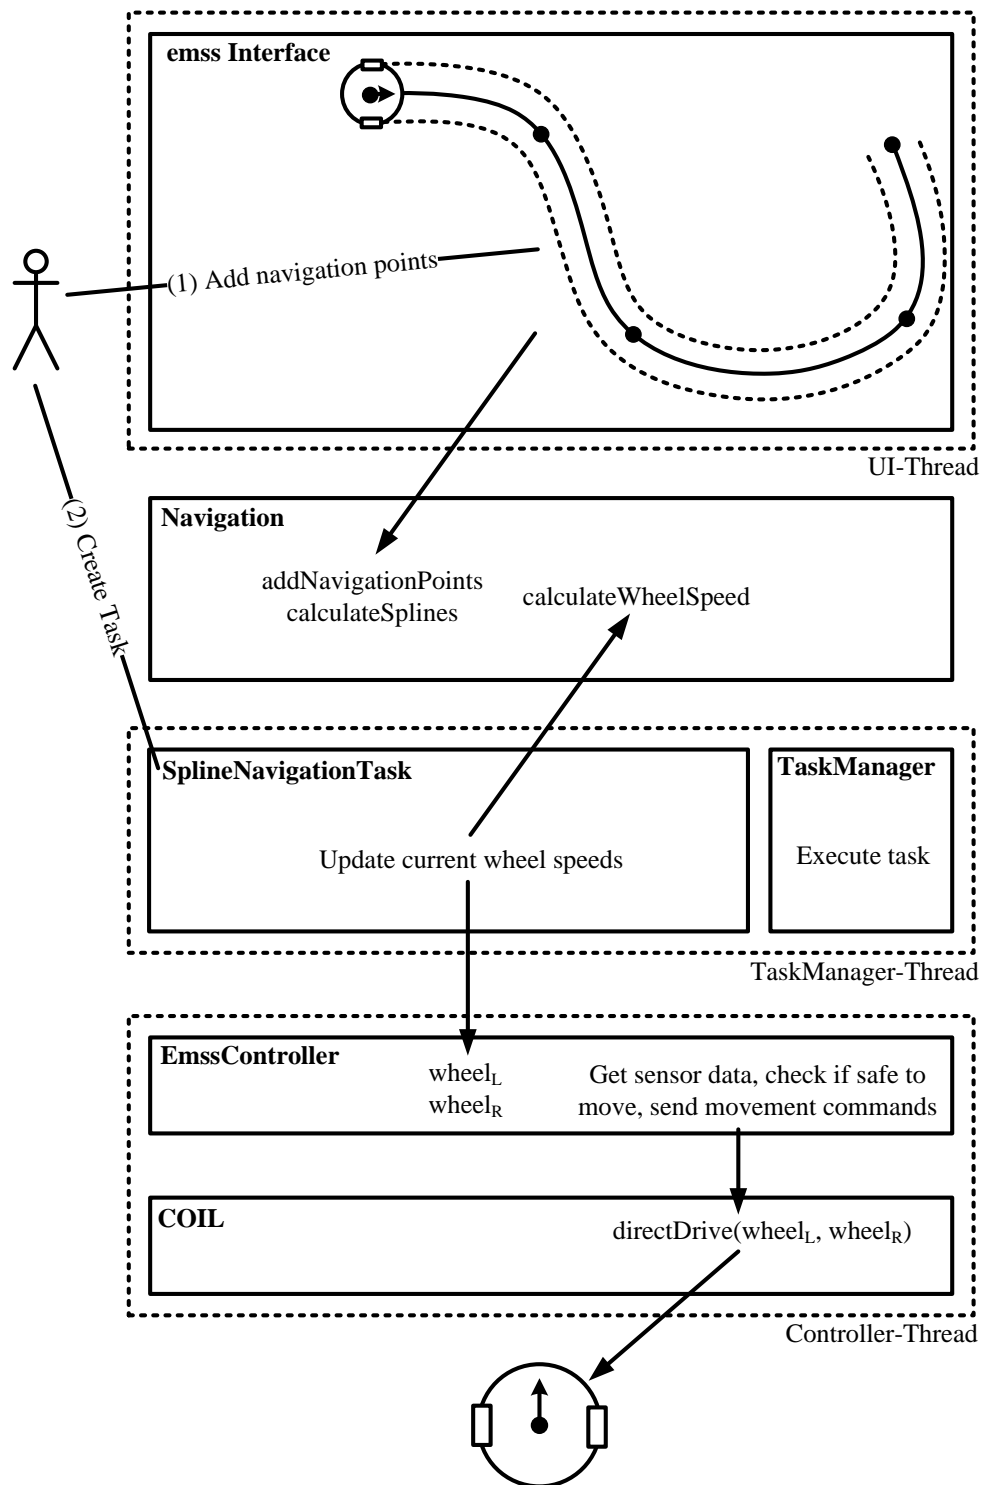 emss Interface
(1) Add navigation points
UI-Thread
Navigation
(2) Create Task
addNavigationPoints
calculateSplines
calculateWheelSpeed
SplineNavigationTask
TaskManager
Update current wheel speeds
Execute task
TaskManager-Thread
EmssController
wheelL
wheelR
Get sensor data, check if safe to
move, send movement commands
COIL
directDrive(wheelL, wheelR)
Controller-Thread